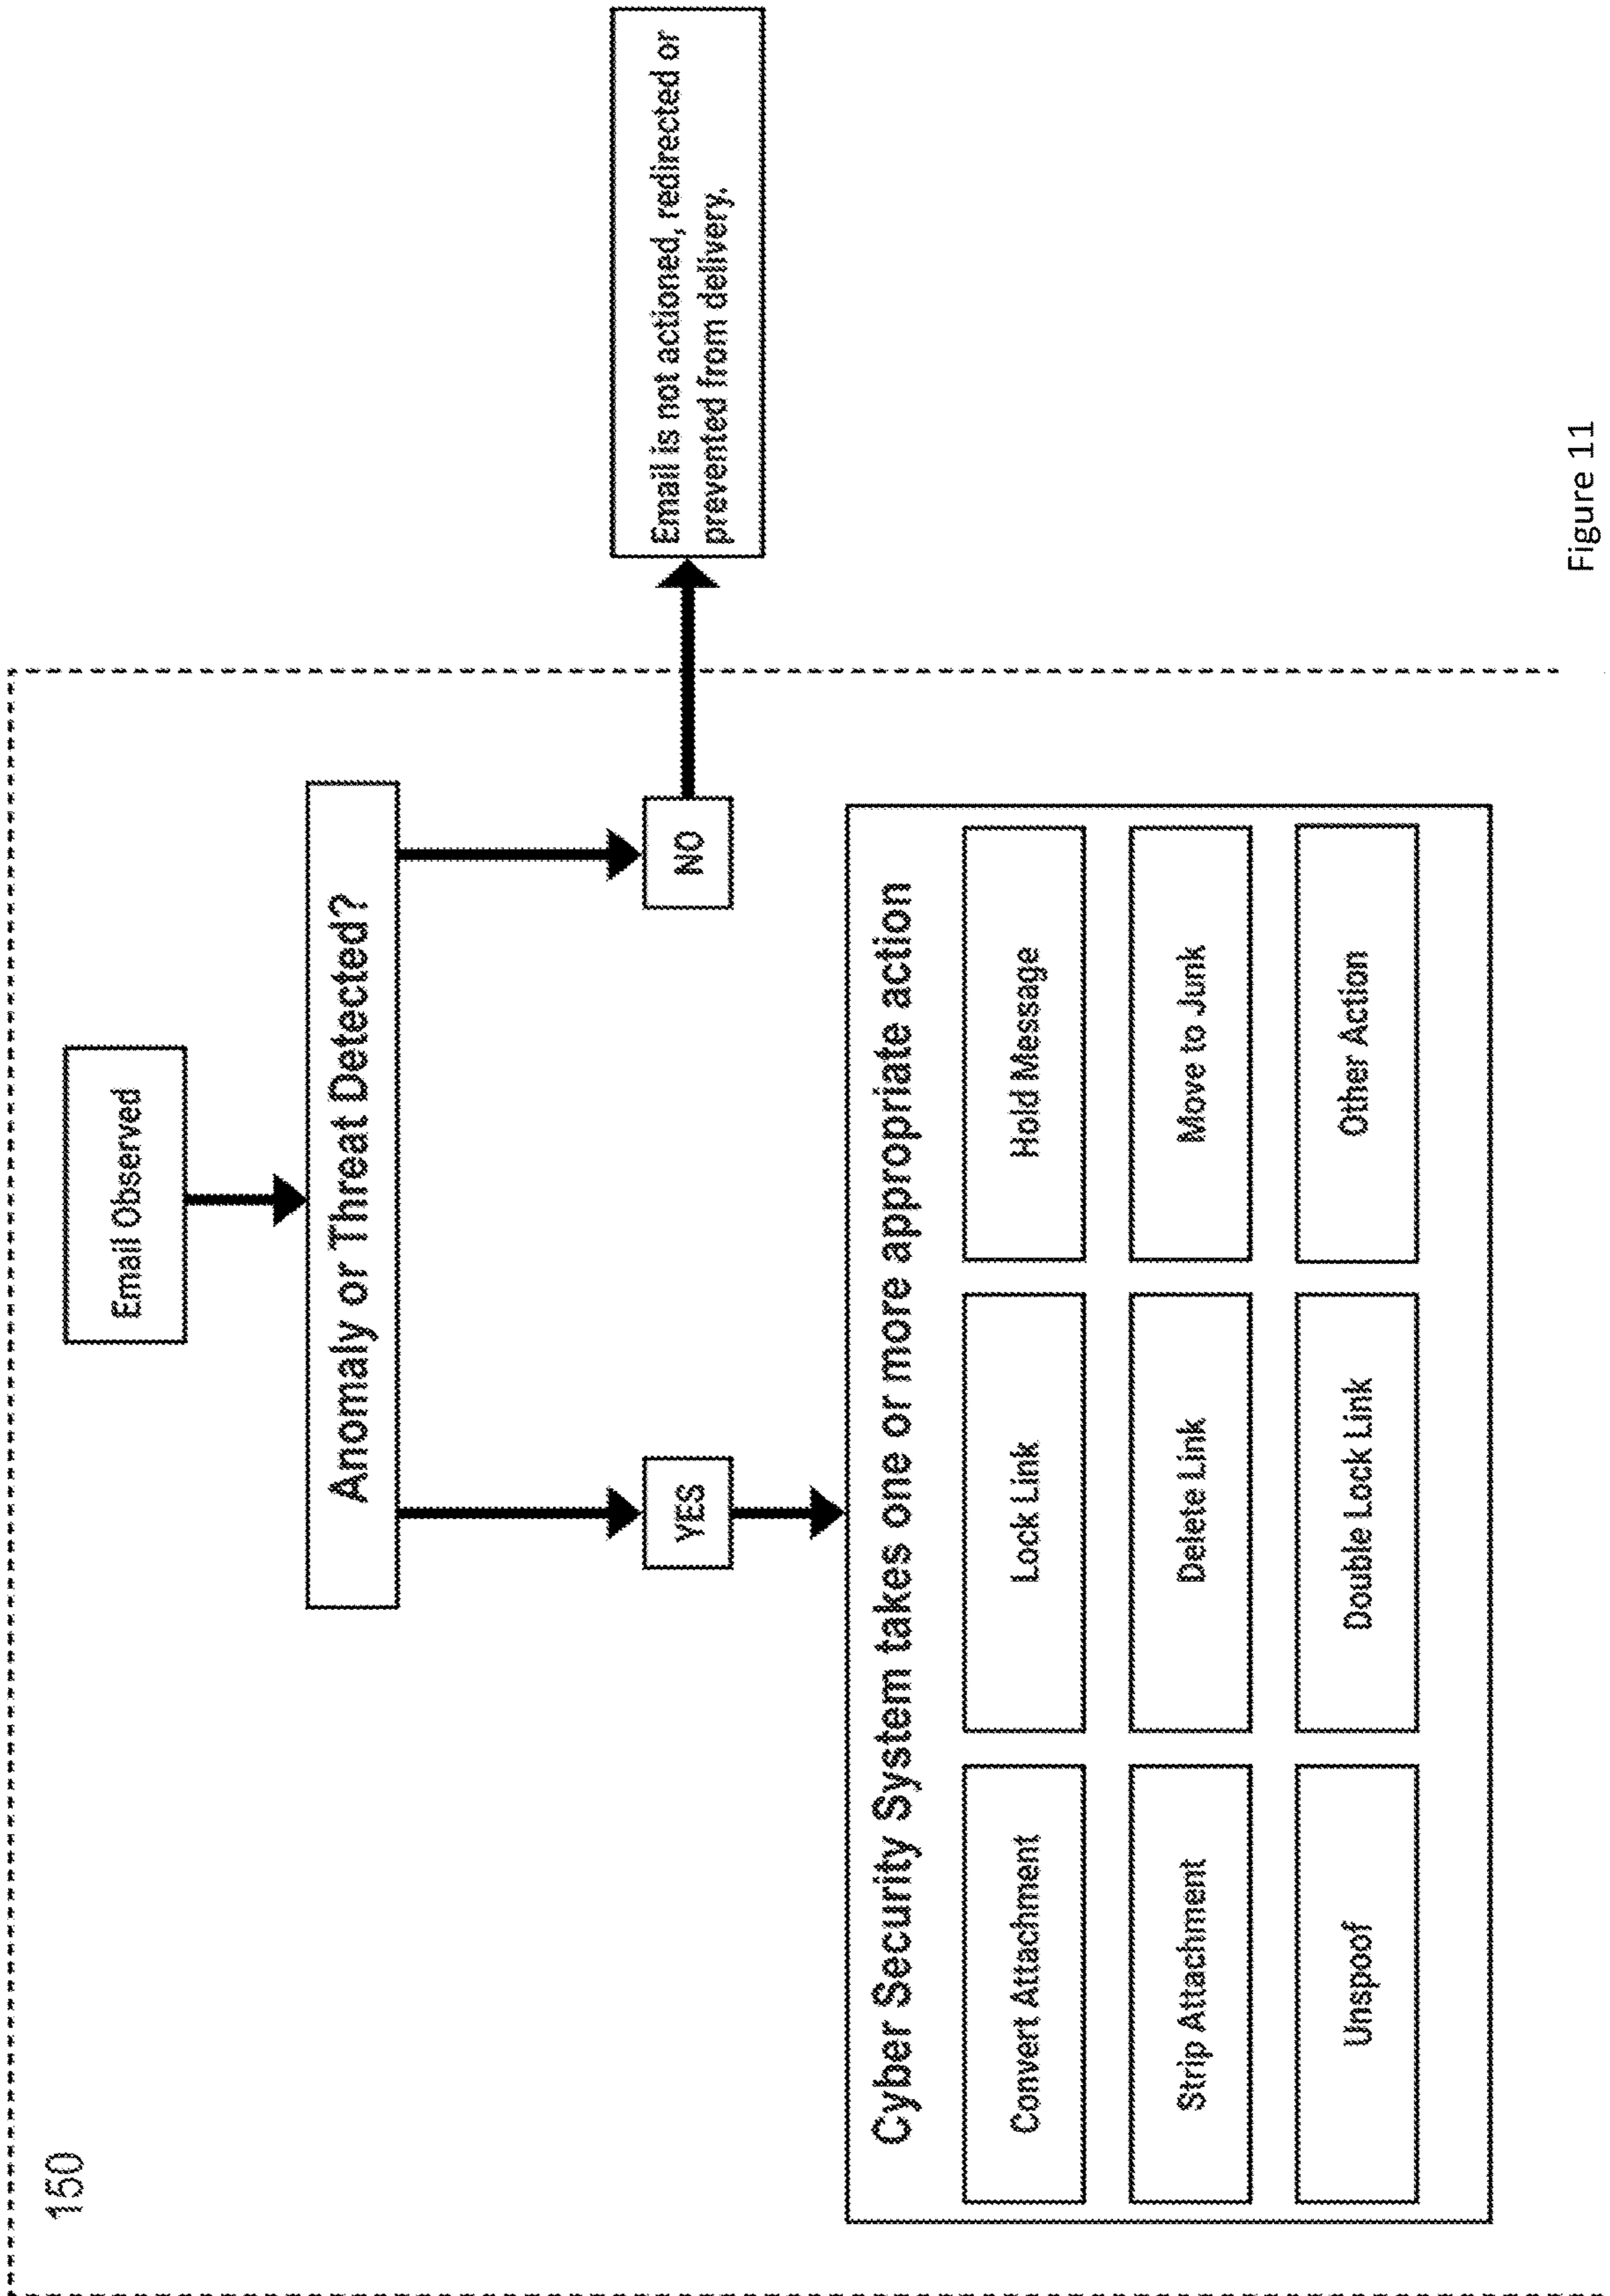 150
Email Observed
Anomaly or Threat Detected?
YES
NO
Email is not actioned, redirected or
prevented from delivery.
Cyber Security System takes one or more appropriate action
Convert Attachment
Lock Link
Hold Message
Strip Attachment
Delete Link
Move to Junk
Unspoof
Double Lock Link
Other Action
Figure 11